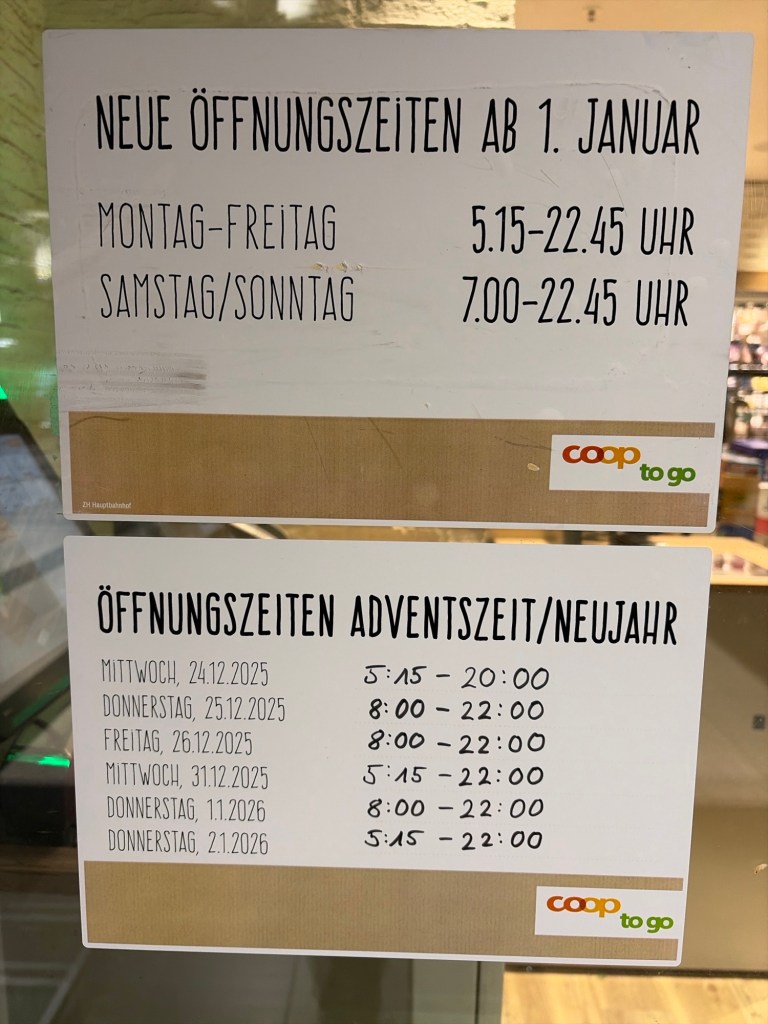 NEUE ÖFFNUNGSZEITEN AB 1. JANUAR
MONTAG-FREITAG 5.15-22.45 UHR
SAMSTAG/SONNTAG 7.00-22.45 UHR
coop to go
ZH Hauptbahnhof
ÖFFNUNGSZEITEN ADVENTSZEIT/NEUJAHR
MITTWOCH, 24.12.2025 5:15 - 20:00
DONNERSTAG, 25.12.2025 8:00 - 22:00
FREITAG, 26.12.2025 8:00 - 22:00
MITTWOCH, 31.12.2025 5:15 - 22:00
DONNERSTAG, 1.1.2026 8:00 - 22:00
DONNERSTAG, 2.1.2026 5:15 - 22:00
coop to go